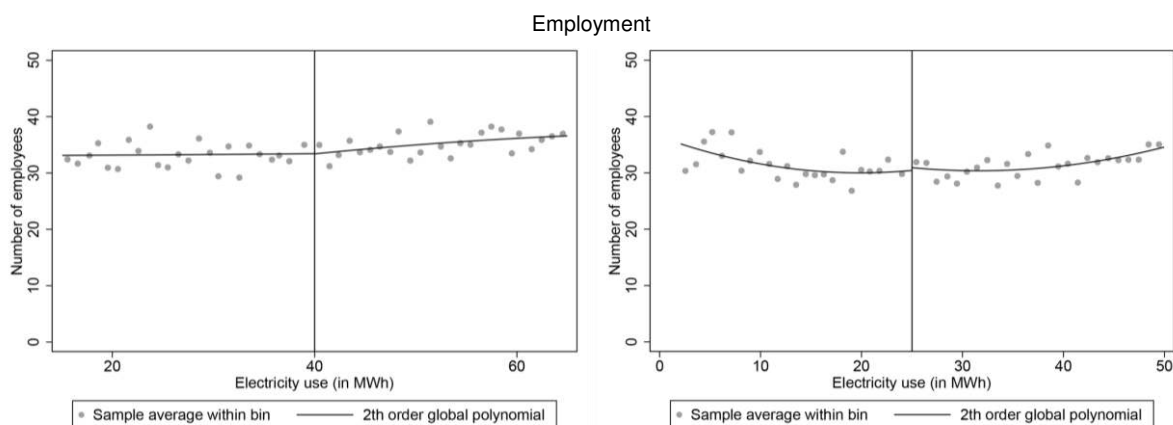 Employment
Number of employees
50
40
30
20
10
0
20
40
60
Electricity use (in MWh)
Sample average within bin
2th order global polynomial
Number of employees
50
40
30
20
10
0
0
10
20
30
40
50
Electricity use (in MWh)
Sample average within bin
2th order global polynomial